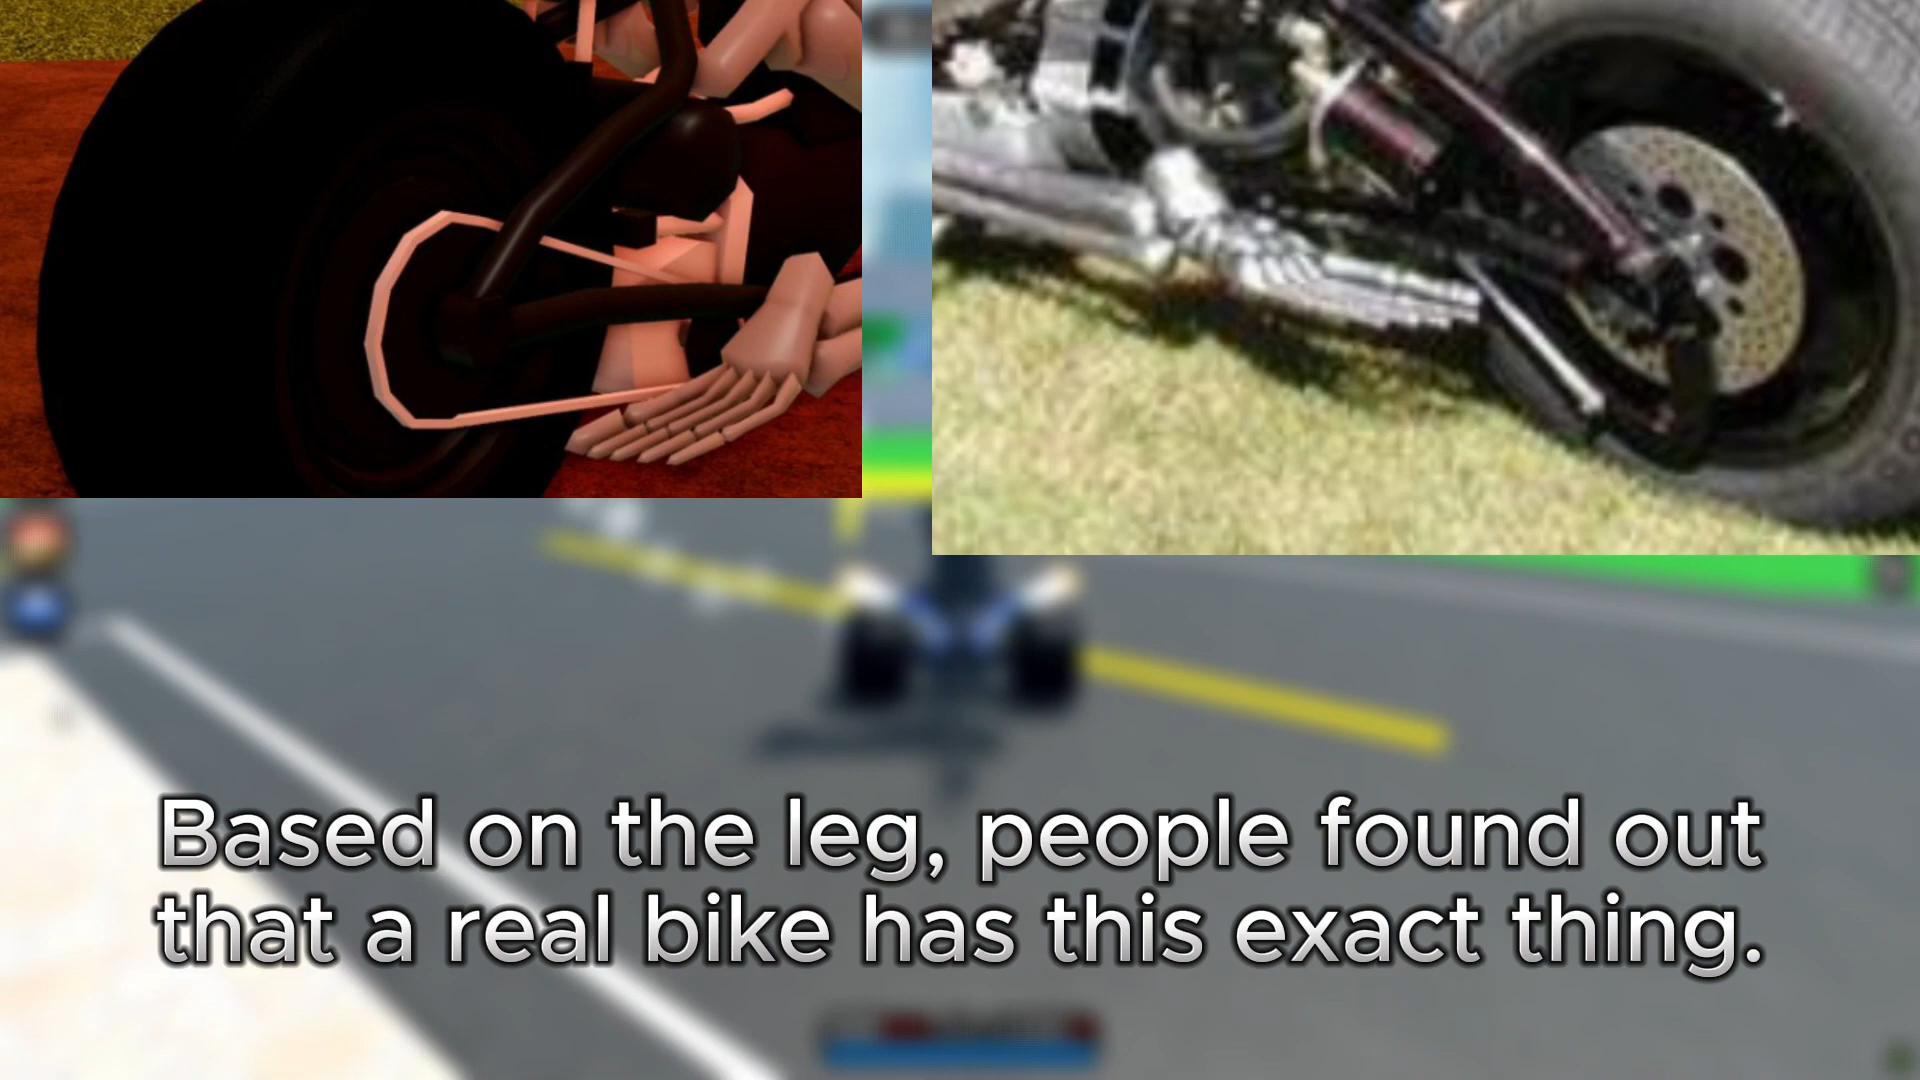 Based on the leg, people found out
that a real bike has this exact thing.